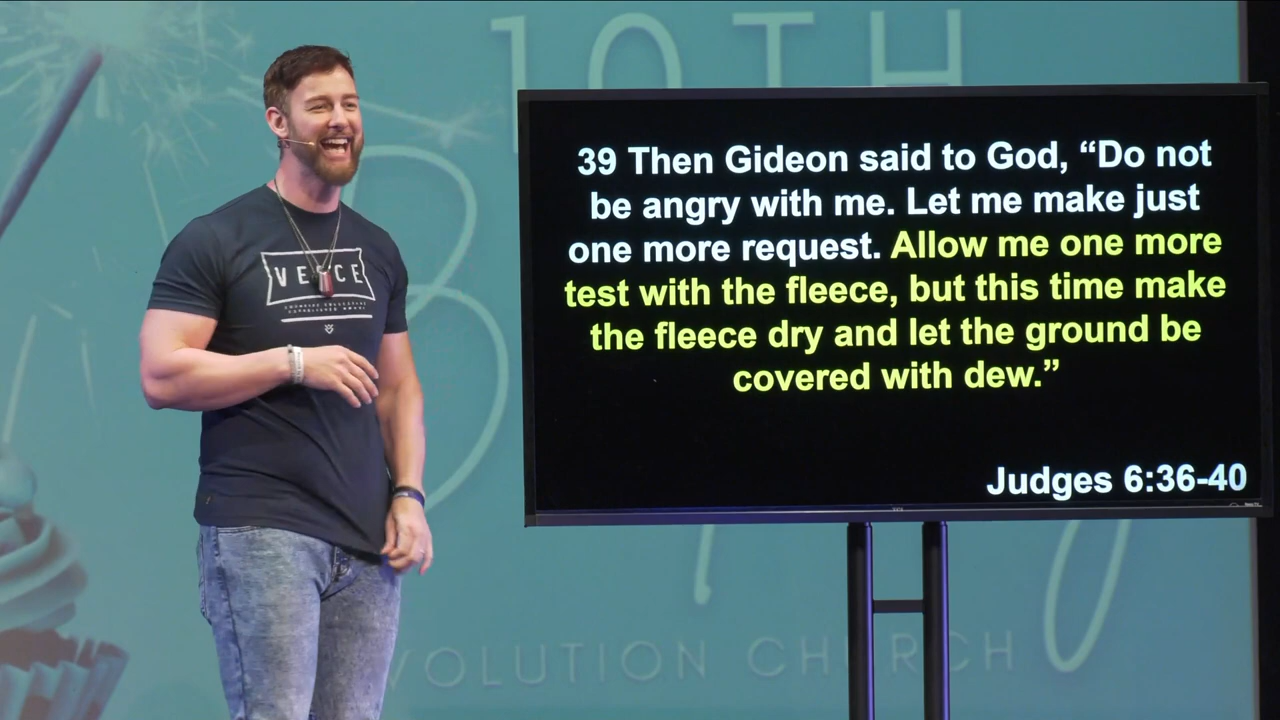 10TH
39 Then Gideon said to God, “Do not
be angry with me. Let me make just
one more request. Allow me one more
test with the fleece, but this time make
the fleece dry and let the ground be
covered with dew.”
Judges 6:36-40
VOLUTION CHURCH